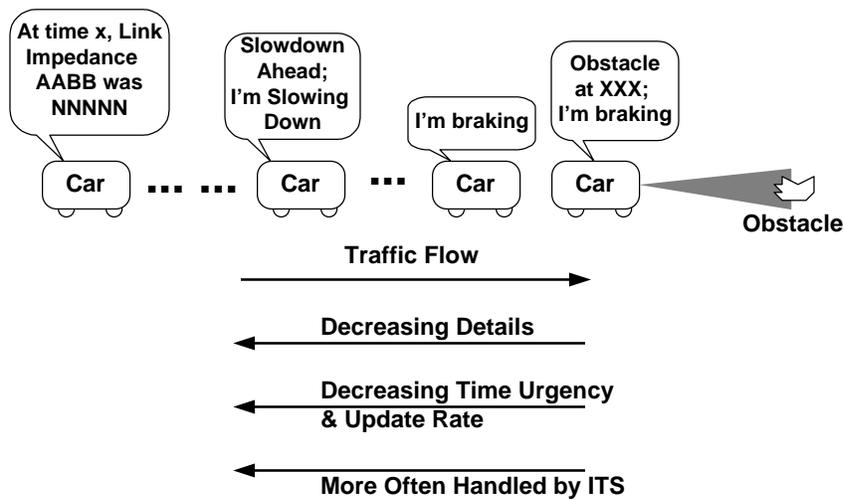 At time x, Link
Impedance
AABB was
NNNNN
Slowdown
Ahead;
I'm Slowing
Down
I'm braking
Obstacle
at XXX;
I'm braking
Car
... ...
Car
...
Car
Car
Obstacle
Traffic Flow
Decreasing Details
Decreasing Time Urgency
& Update Rate
More Often Handled by ITS